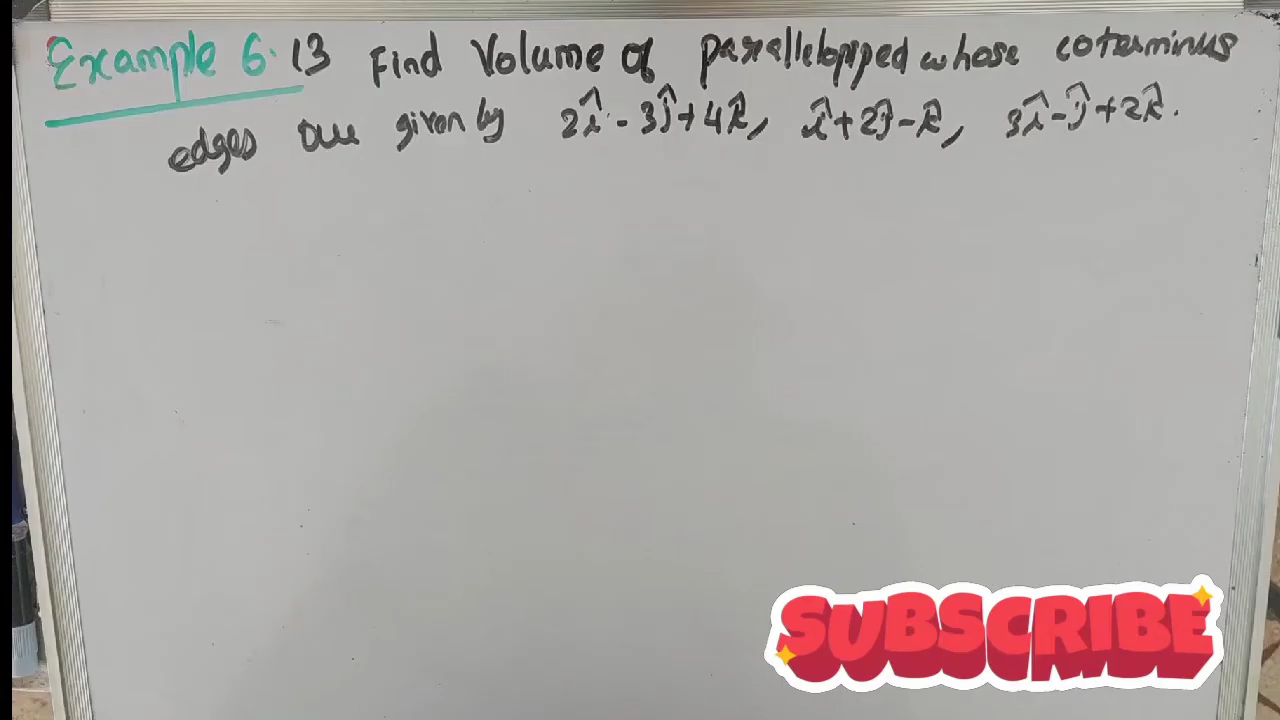 Example 6.13 Find Volume of parallelopiped whose coterminus
edges are given by 2î - 3ĵ + 4k̂, î + 2ĵ - k̂, 3î - ĵ + 2k̂.
SUBSCRIBE